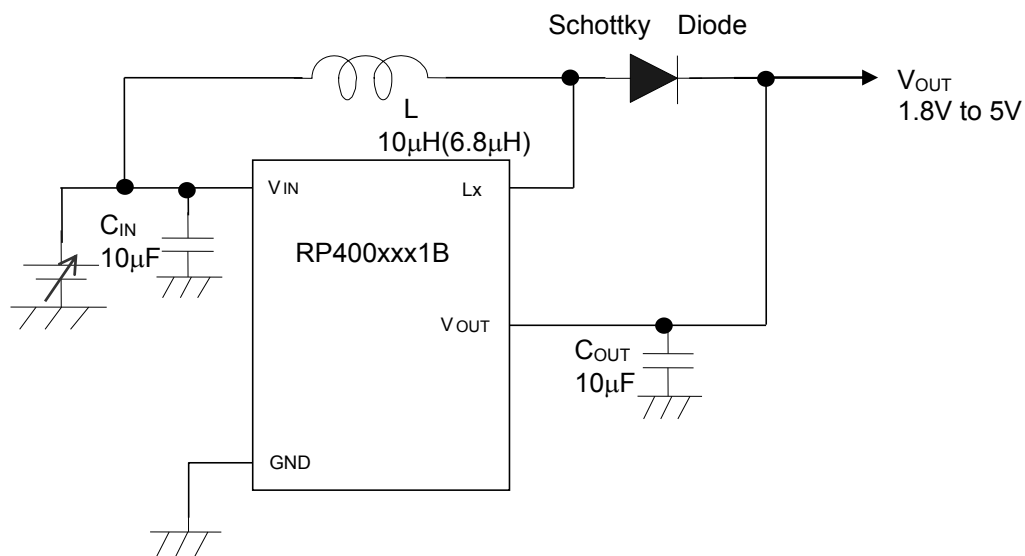 Schottky Diode
VOUT
1.8V to 5V
L
10μH(6.8μH)
VIN
Lx
CIN
10μF
RP400xxx1B
VOUT
COUT
10μF
GND